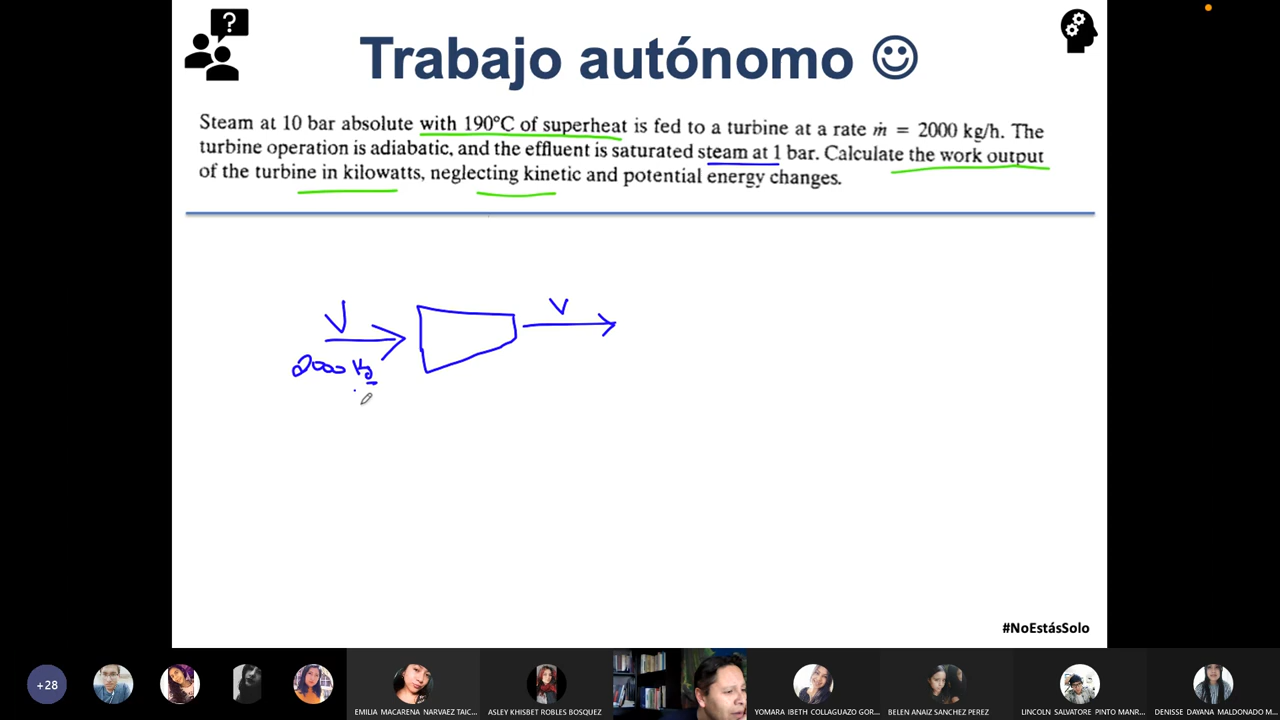 ?
Trabajo autónomo
Steam at 10 bar absolute with 190°C of superheat is fed to a turbine at a rate ṁ = 2000 kg/h. The
turbine operation is adiabatic, and the effluent is saturated steam at 1 bar. Calculate the work output
of the turbine in kilowatts, neglecting kinetic and potential energy changes.
V
V
2000 Kg
#NoEstásSolo
+28
EMILIA MACARENA NARVAEZ TAIC...
ASLEY KHISBET ROBLES BOSQUEZ
YOMARA IBETH COLLAGUAZO GOR...
BELEN ANAIZ SANCHEZ PEREZ
LINCOLN SALVATORE PINTO MANR...
DENISSE DAYANA MALDONADO M...